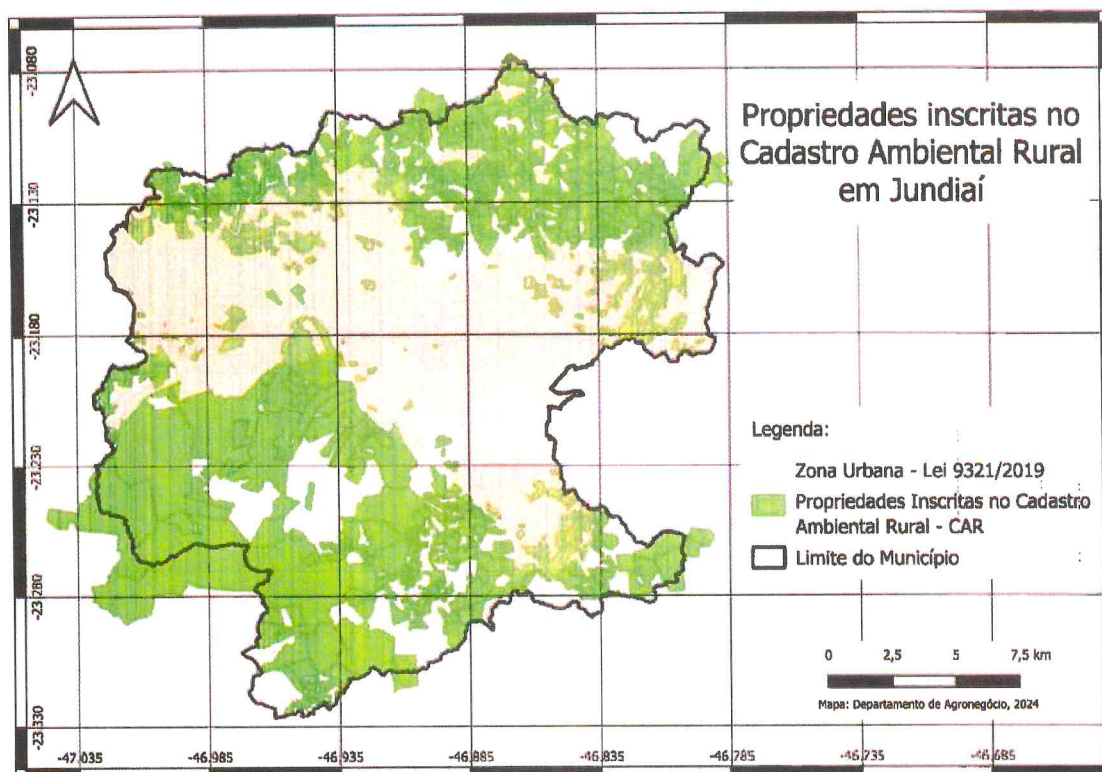 Propriedades inscritas no
Cadastro Ambiental Rural
em Jundiaí
-23.080
-23.130
-23.180
-23.230
-23.280
-23.330
Legenda:
Zona Urbana - Lei 9321/2019
Propriedades Inscritas no Cadastro
Ambiental Rural - CAR
Limite do Município
0 2,5 5 7,5 km
Mapa: Departamento de Agronegócio, 2024
-47.035 -46.985 -46.935 -46.885 -46.835 -46.785 -46.735 -46.685